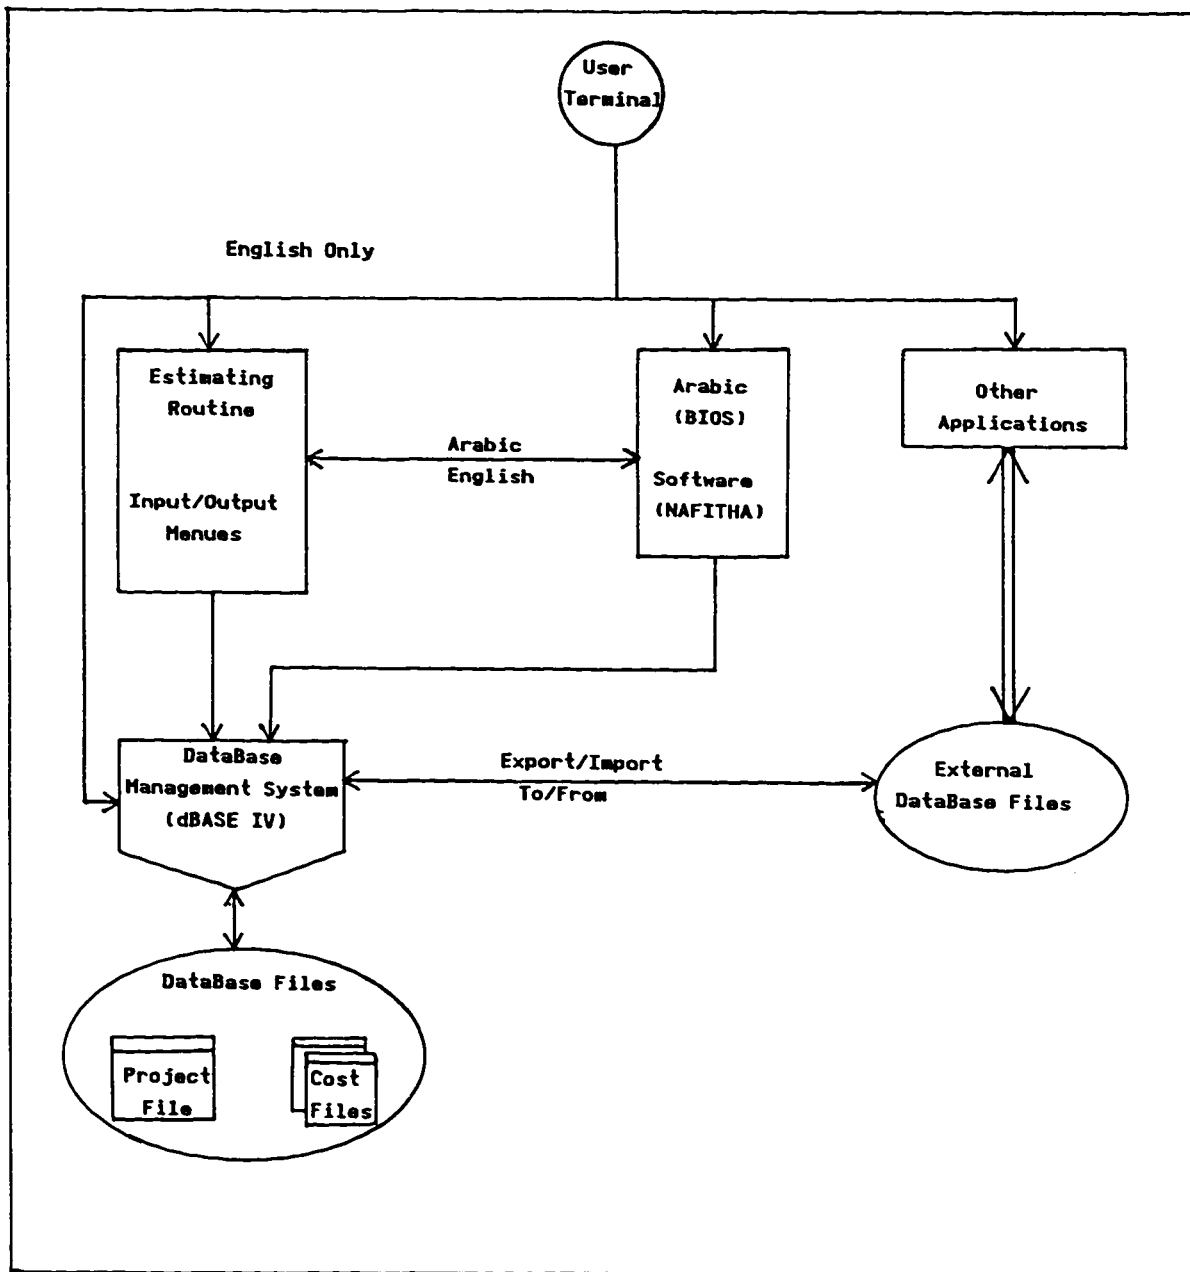 User
Terminal
English Only
Estimating
Routine
Input/Output
Menues
Arabic
English
Arabic
(BIOS)
Software
(NAFITHA)
Other
Applications
DataBase
Management System
(dBASE IV)
Export/Import
To/From
External
DataBase Files
DataBase Files
Project
File
Cost
Files